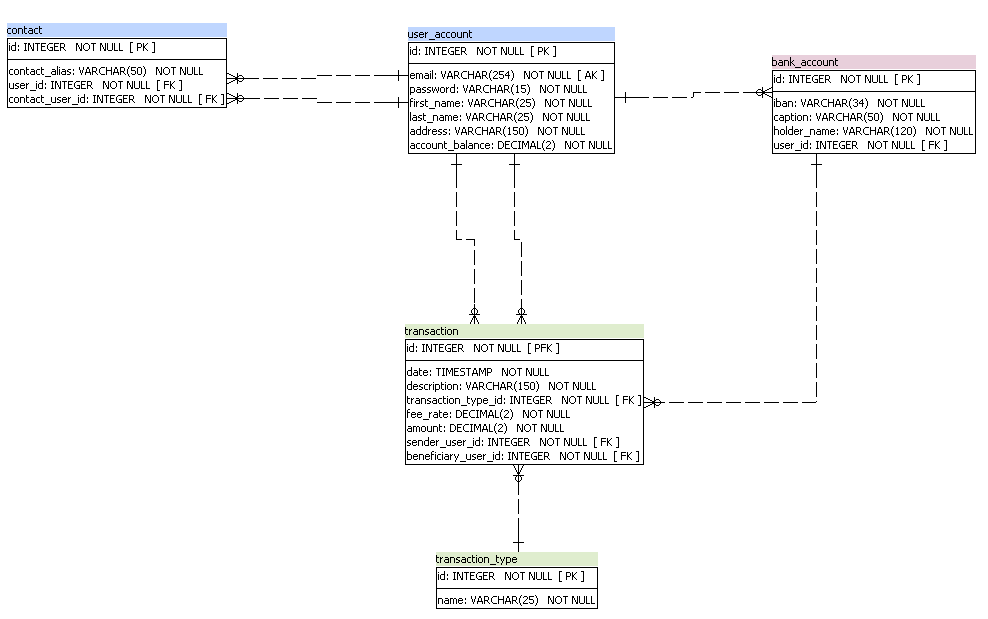 contact
id: INTEGER NOT NULL [ PK ]
contact_alias: VARCHAR(50) NOT NULL
user_id: INTEGER NOT NULL [ FK ]
contact_user_id: INTEGER NOT NULL [ FK ]
user_account
id: INTEGER NOT NULL [ PK ]
email: VARCHAR(254) NOT NULL [ AK ]
password: VARCHAR(15) NOT NULL
first_name: VARCHAR(25) NOT NULL
last_name: VARCHAR(25) NOT NULL
address: VARCHAR(150) NOT NULL
account_balance: DECIMAL(2) NOT NULL
bank_account
id: INTEGER NOT NULL [ PK ]
iban: VARCHAR(34) NOT NULL
caption: VARCHAR(50) NOT NULL
holder_name: VARCHAR(120) NOT NULL
user_id: INTEGER NOT NULL [ FK ]
transaction
id: INTEGER NOT NULL [ PFK ]
date: TIMESTAMP NOT NULL
description: VARCHAR(150) NOT NULL
transaction_type_id: INTEGER NOT NULL [ FK ]
fee_rate: DECIMAL(2) NOT NULL
amount: DECIMAL(2) NOT NULL
sender_user_id: INTEGER NOT NULL [ FK ]
beneficiary_user_id: INTEGER NOT NULL [ FK ]
transaction_type
id: INTEGER NOT NULL [ PK ]
name: VARCHAR(25) NOT NULL